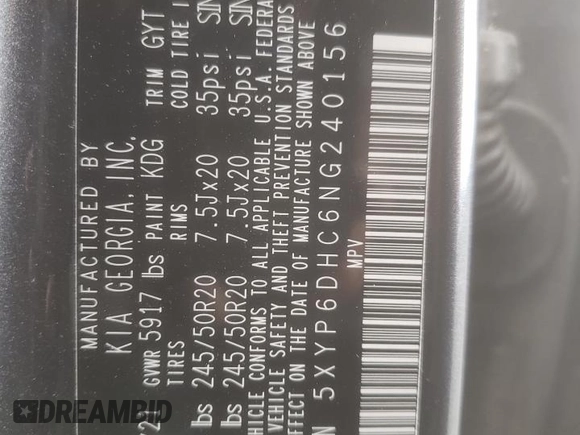 MANUFACTURED BY
KIA GEORGIA, INC.
GVWR 5917 lbs PAINT KDG TRIM GYT
TIRES RIMS COLD TIRE
lbs 245/50R20 7.5Jx20 35psi
lbs 245/50R20 7.5Jx20 35psi
CONFORMS TO ALL APPLICABLE U.S.A. FEDERA
VEHICLE SAFETY AND THEFT PREVENTION STANDARDS
EFFECT ON THE DATE OF MANUFACTURE SHOWN ABOVE
5XYP6DHC6NG240156
MPV
DREAMBID